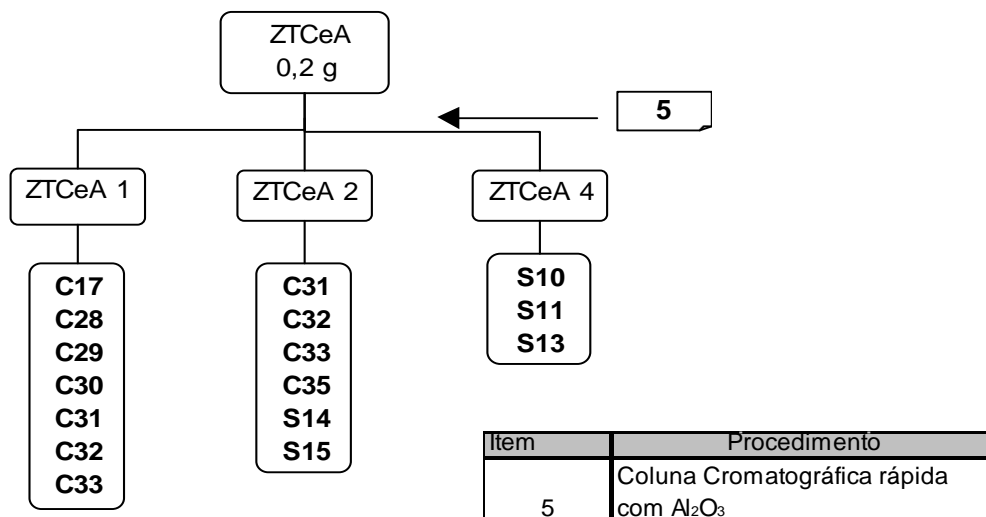 ZTCeA
0,2 g
5
ZTCeA 1
ZTCeA 2
ZTCeA 4
C17
C28
C29
C30
C31
C32
C33
C31
C32
C33
C35
S14
S15
S10
S11
S13
Item Procedimento
5 Coluna Cromatográfica rápida
com Al₂O₃